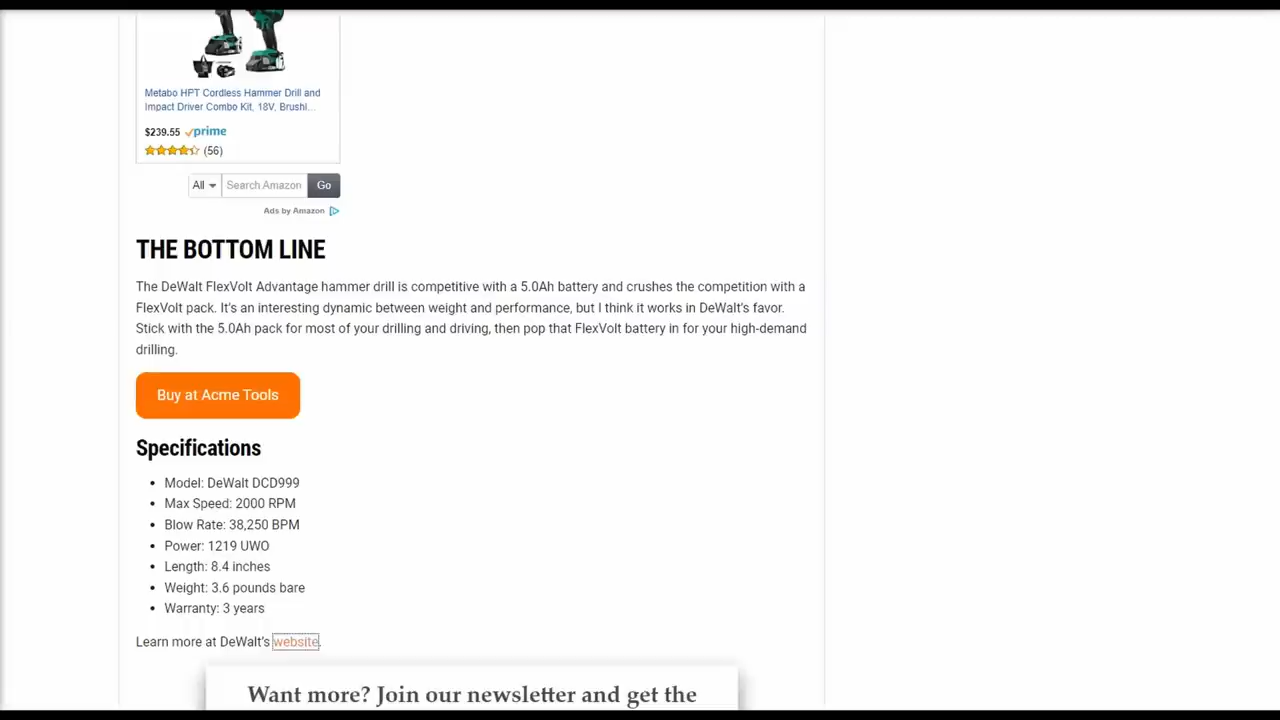 Metabo HPT Cordless Hammer Drill and
Impact Driver Combo Kit, 18V, Brushl...
$239.55 prime
(56)
All Search Amazon Go
Ads by Amazon
THE BOTTOM LINE
The DeWalt FlexVolt Advantage hammer drill is competitive with a 5.0Ah battery and crushes the competition with a
FlexVolt pack. It's an interesting dynamic between weight and performance, but I think it works in DeWalt's favor.
Stick with the 5.0Ah pack for most of your drilling and driving, then pop that FlexVolt battery in for your high-demand
drilling.
Buy at Acme Tools
Specifications
• Model: DeWalt DCD999
• Max Speed: 2000 RPM
• Blow Rate: 38,250 BPM
• Power: 1219 UWO
• Length: 8.4 inches
• Weight: 3.6 pounds bare
• Warranty: 3 years
Learn more at DeWalt's website.
Want more? Join our newsletter and get the